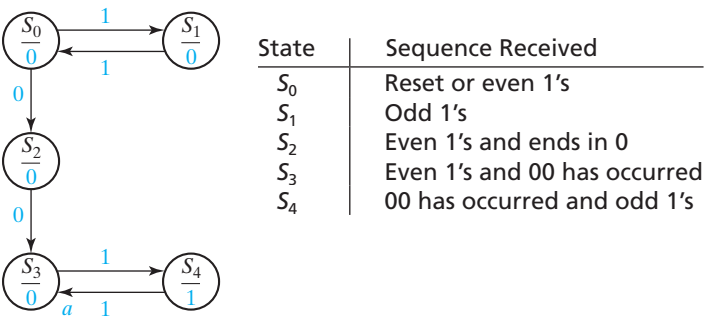 S0
0
1
1
S1
0
0
S2
0
0
S3
0
1
a 1
S4
1
State Sequence Received
S0 Reset or even 1's
S1 Odd 1's
S2 Even 1's and ends in 0
S3 Even 1's and 00 has occurred
S4 00 has occurred and odd 1's